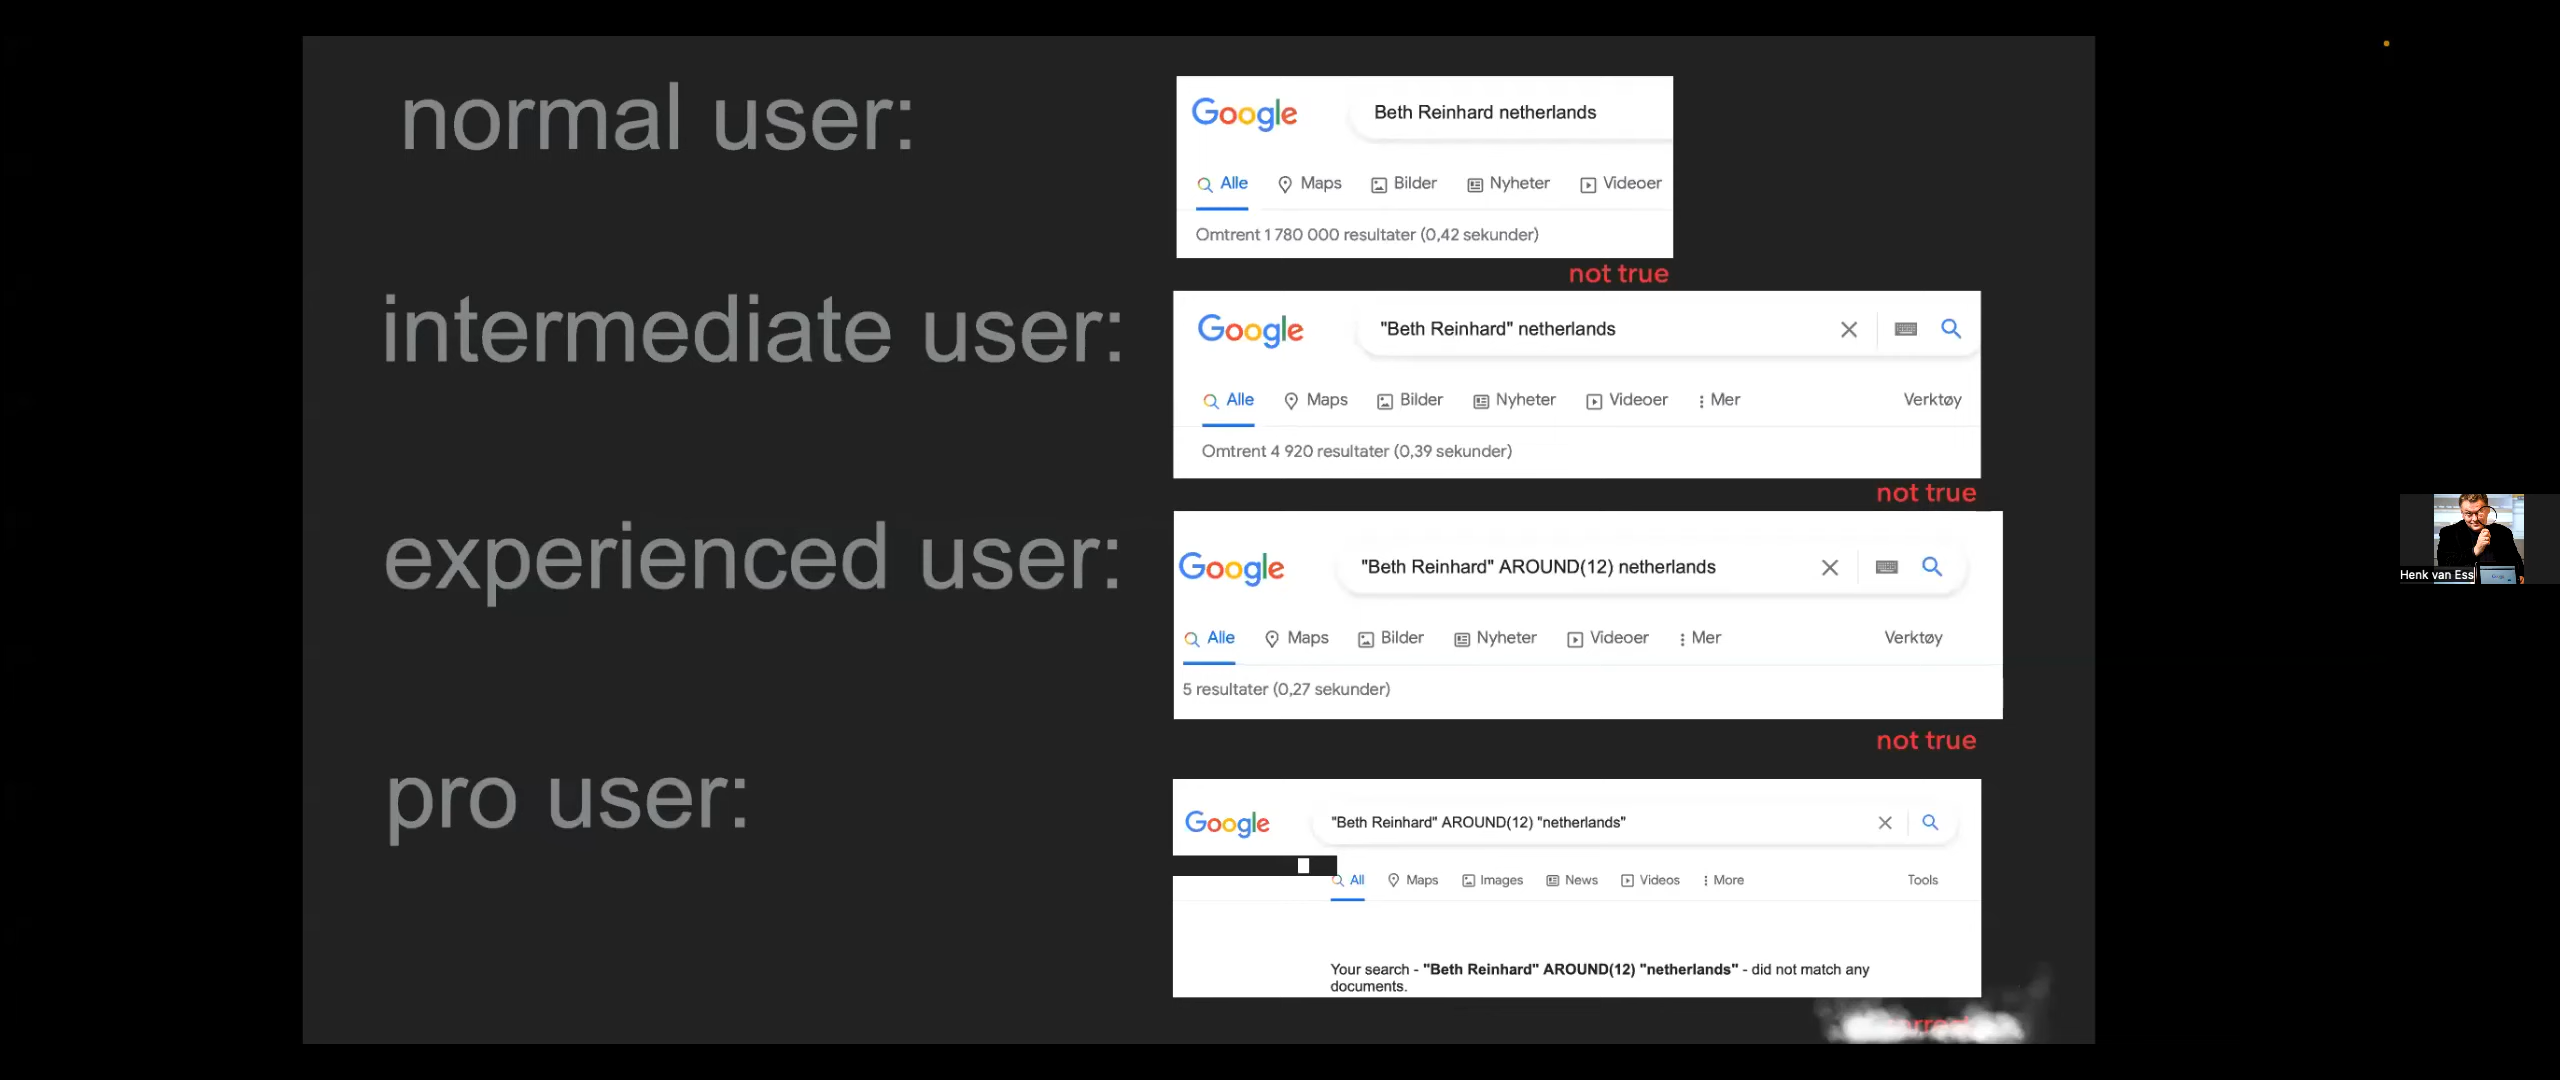 normal user:
Google
Beth Reinhard netherlands
Alle Maps Bilder Nyheter Videoer
Omtrent 1 780 000 resultater (0,42 sekunder)
not true
intermediate user:
Google
"Beth Reinhard" netherlands
Alle Maps Bilder Nyheter Videoer Mer Verktøy
Omtrent 4 920 resultater (0,39 sekunder)
not true
experienced user:
Google
"Beth Reinhard" AROUND(12) netherlands
Alle Maps Bilder Nyheter Videoer Mer Verktøy
5 resultater (0,27 sekunder)
not true
pro user:
Google
"Beth Reinhard" AROUND(12) "netherlands"
All Maps Images News Videos More Tools
Your search - "Beth Reinhard" AROUND(12) "netherlands" - did not match any
documents.
Henk van Ess